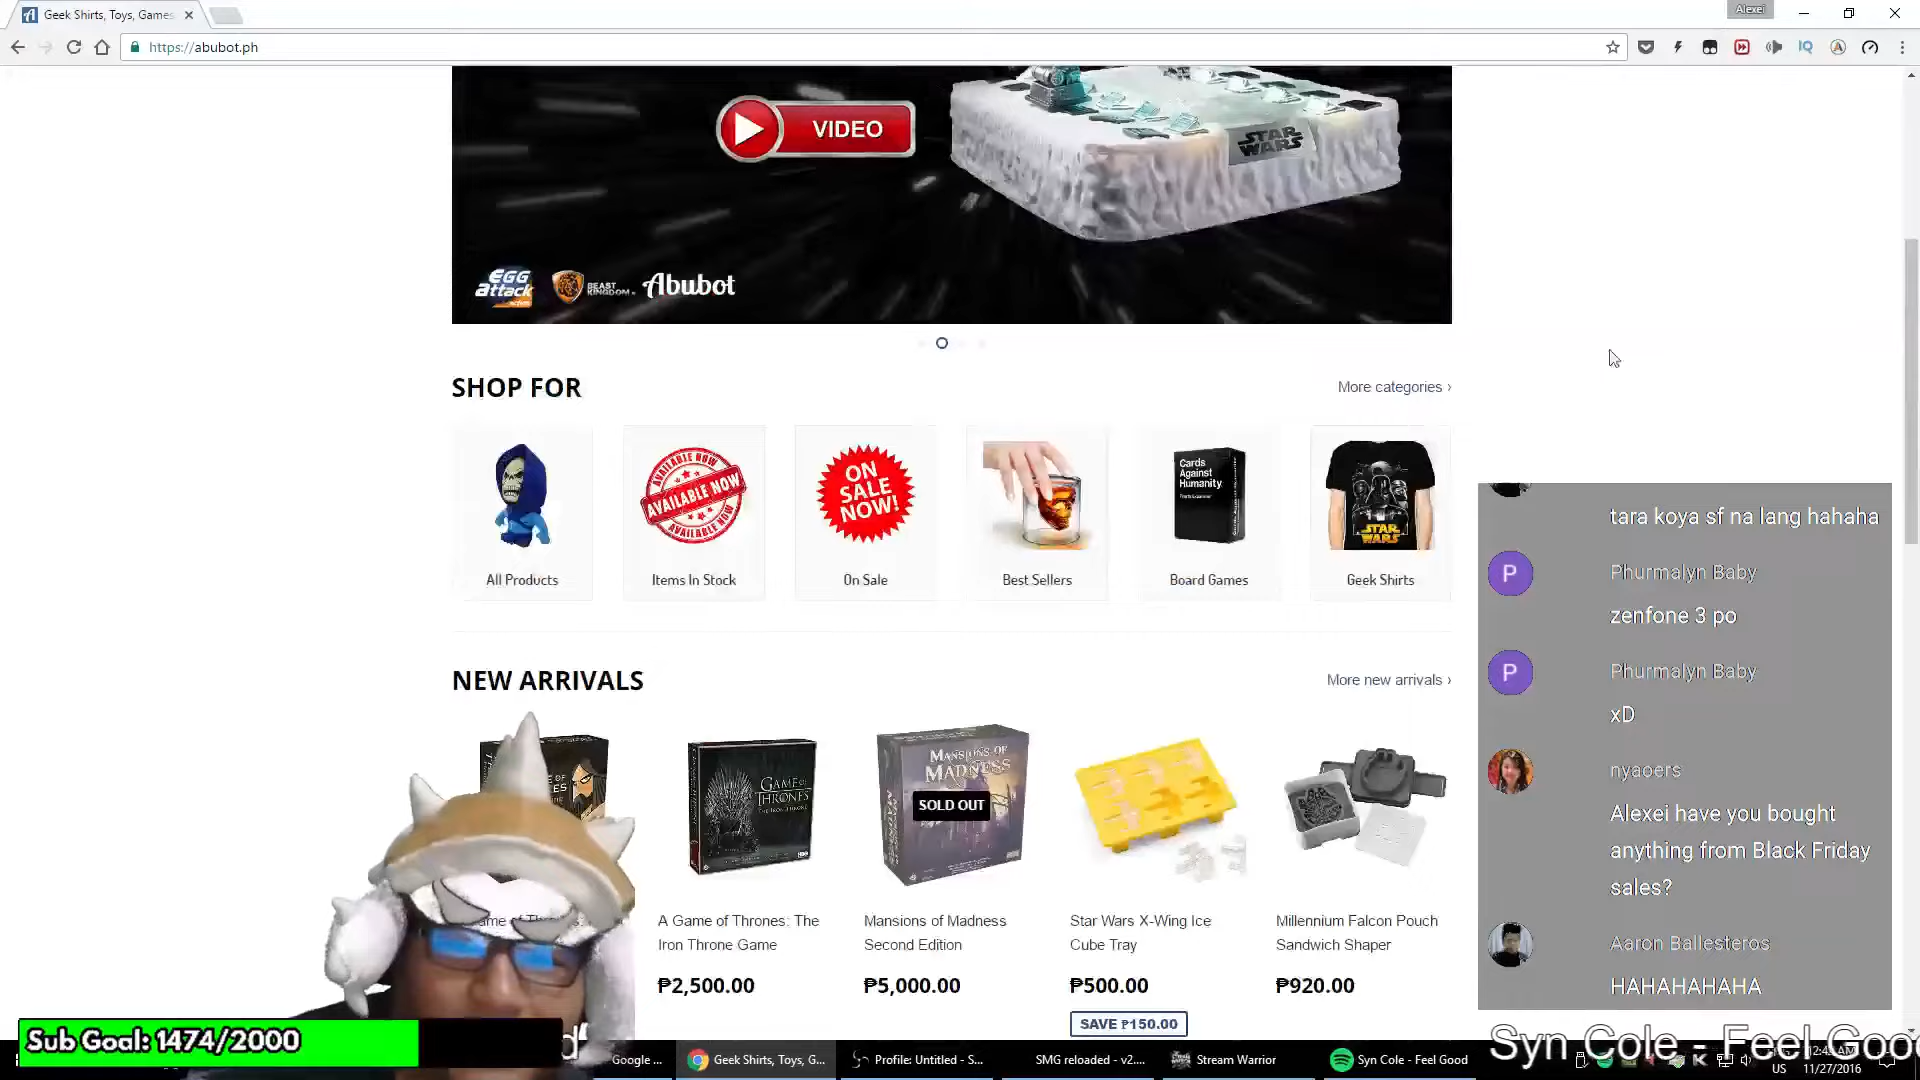 Geek Shirts, Toys, Games
Alexei
https://abubot.ph
VIDEO
STAR
WARS
EGG
attack
BEAST
KINGDOM
Abubot
SHOP FOR
More categories ›
AVAILABLE NOW
AVAILABLE NOW
AVAILABLE NOW
ON
SALE
NOW!
Cards
Against
Humanity
STAR
WARS
All Products
Items In Stock
On Sale
Best Sellers
Board Games
Geek Shirts
tara koya sf na lang hahaha
Phurmalyn Baby
zenfone 3 po
NEW ARRIVALS
More new arrivals ›
Phurmalyn Baby
xD
GAME OF
THRONES
MANSIONS OF
MADNESS
SOLD OUT
nyaoers
Alexei have you bought
anything from Black Friday
sales?
A Game of Thrones: The
Iron Throne Game
₱2,500.00
Mansions of Madness
Second Edition
₱5,000.00
Star Wars X-Wing Ice
Cube Tray
₱500.00
SAVE ₱150.00
Millennium Falcon Pouch
Sandwich Shaper
₱920.00
Aaron Ballesteros
HAHAHAHAHA
Sub Goal: 1474/2000
Syn Cole - Feel Good
Google ...
Geek Shirts, Toys, G...
Profile: Untitled - S...
SMG reloaded - v2....
Stream Warrior
Syn Cole - Feel Good
US
11/27/2016